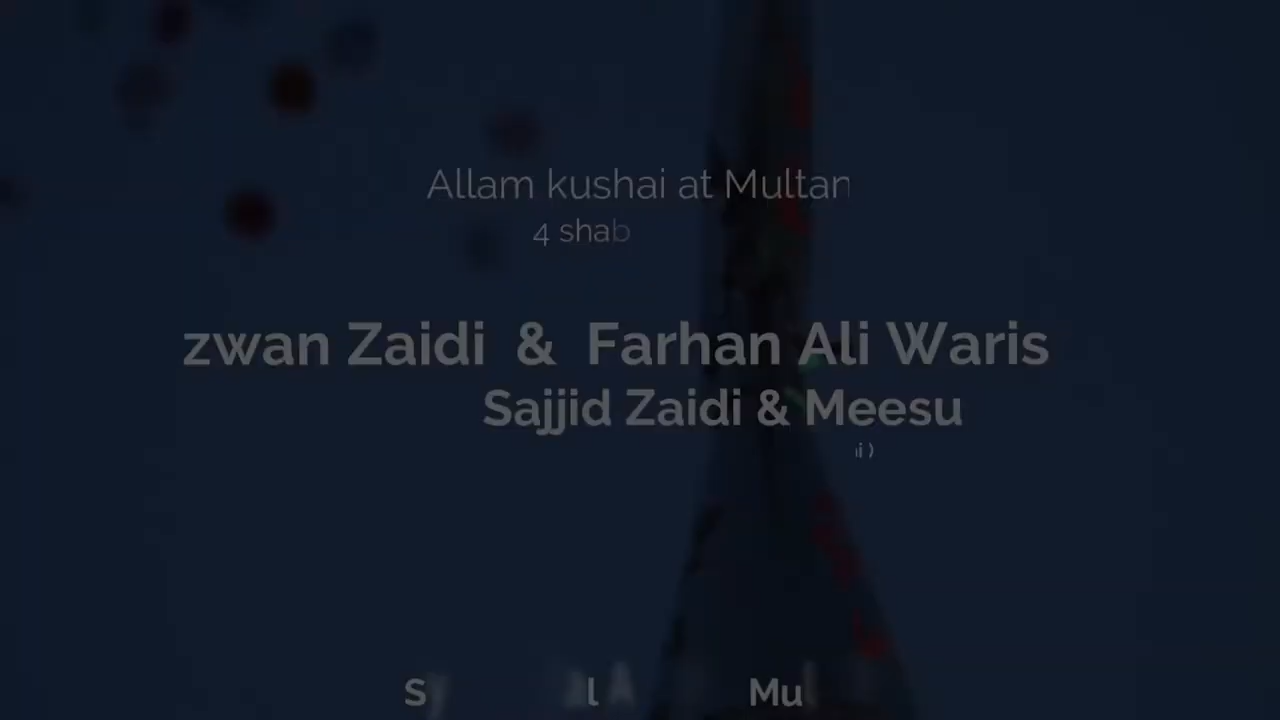 Allam kushai at Multan
4 shab
zwan Zaidi & Farhan Ali Waris
Sajjid Zaidi & Meesu